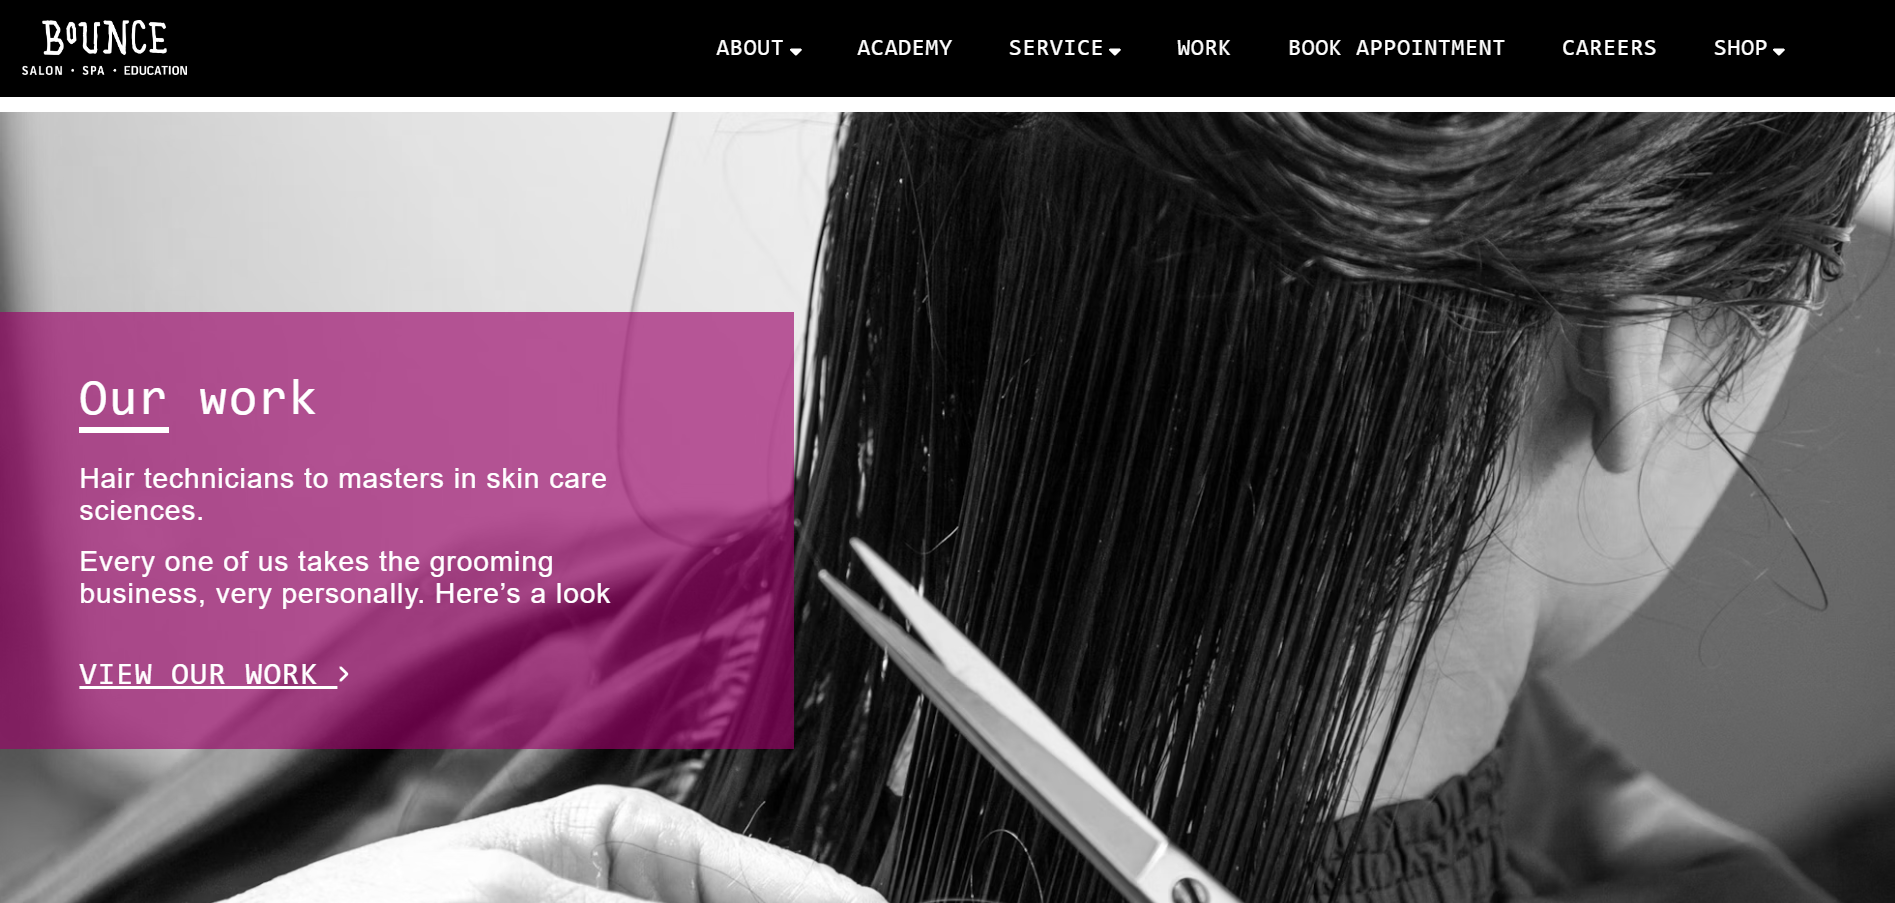 BOUNCE
SALON • SPA • EDUCATION
ABOUT ACADEMY SERVICE WORK BOOK APPOINTMENT CAREERS SHOP
Our work
Hair technicians to masters in skin care
sciences.
Every one of us takes the grooming
business, very personally. Here’s a look
VIEW OUR WORK >